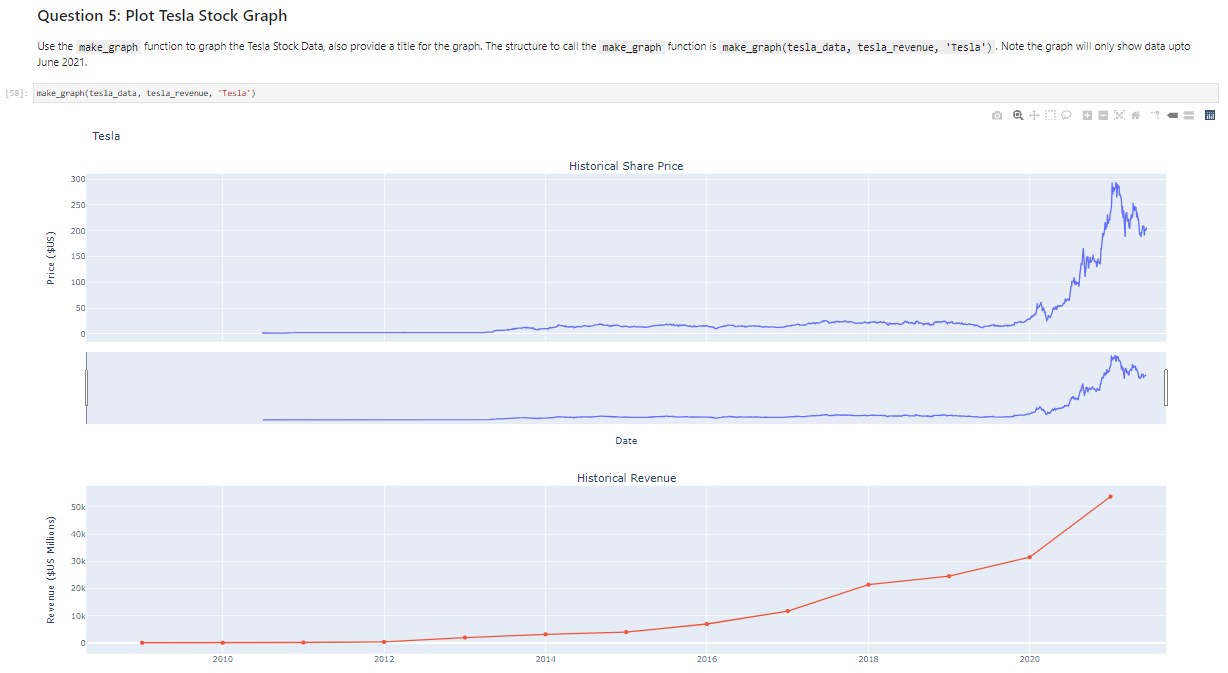 Question 5: Plot Tesla Stock Graph
Use the make_graph function to graph the Tesla Stock Data, also provide a title for the graph. The structure to call the make_graph function is make_graph(tesla_data, tesla_revenue, 'Tesla') . Note the graph will only show data upto
June 2021.
[58]: make_graph(tesla_data, tesla_revenue, 'Tesla')
Tesla
Historical Share Price
Price ($US)
300
250
200
150
100
50
0
Date
Historical Revenue
Revenue ($US Millions)
50k
40k
30k
20k
10k
0
2010 2012 2014 2016 2018 2020